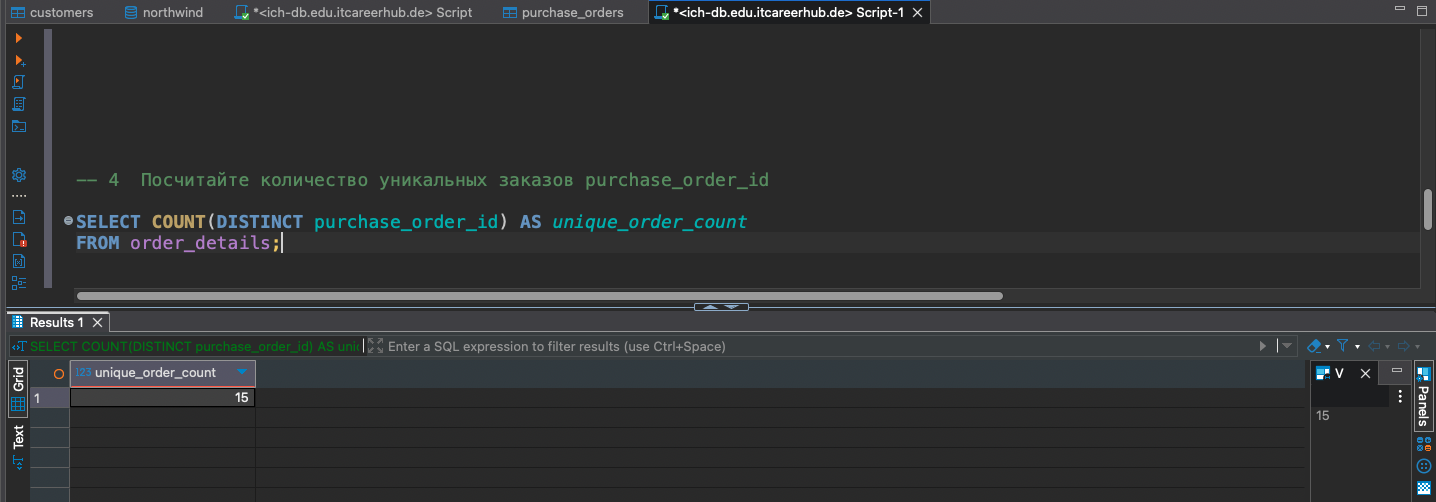 customers
northwind
*<ich-db.edu.itcareerhub.de> Script
purchase_orders
*<ich-db.edu.itcareerhub.de> Script-1
-- 4  Посчитайте количество уникальных заказов purchase_order_id
SELECT COUNT(DISTINCT purchase_order_id) AS unique_order_count
FROM order_details;
Results 1
SELECT COUNT(DISTINCT purchase_order_id) AS
Enter a SQL expression to filter results (use Ctrl+Space)
Grid
Text
123 unique_order_count
1
15
V
15
Panels